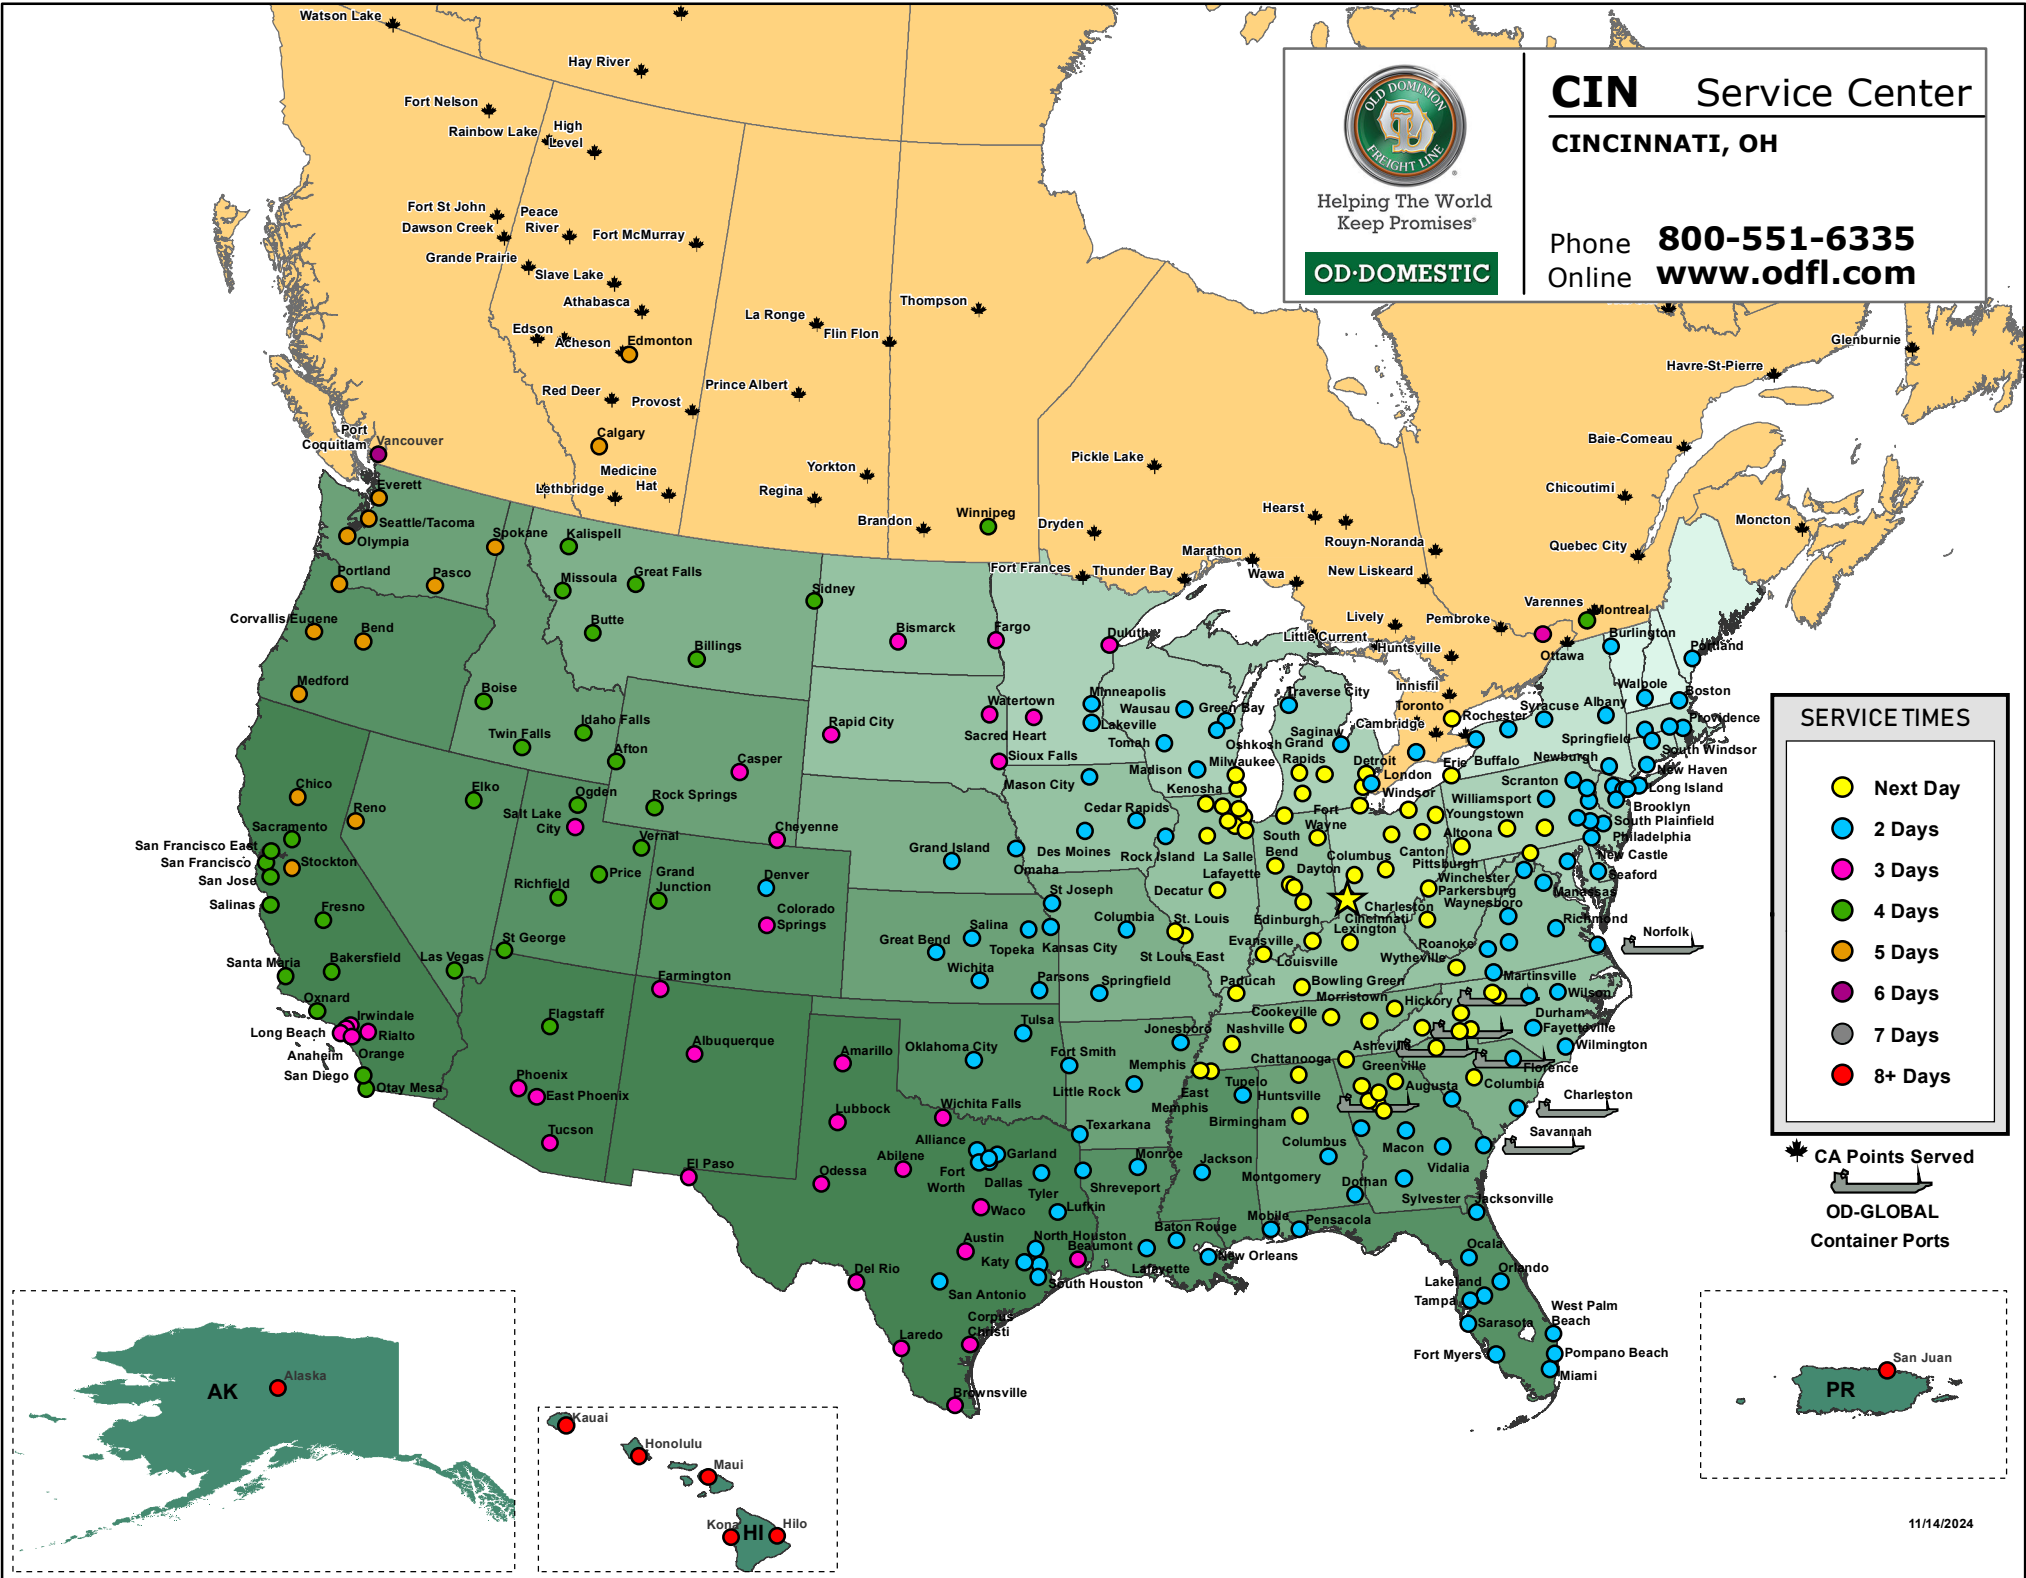 Watson Lake
Hay River
Fort Nelson
Rainbow Lake
High
Level
Fort St John
Dawson Creek
Peace
River
Fort McMurray
Grande Prairie
Slave Lake
Athabasca
Edson
Acheson
Edmonton
La Ronge
Flin Flon
Thompson
Red Deer
Provost
Prince Albert
Port
Coquitlam
Vancouver
Calgary
Medicine
Hat
Lethbridge
Yorkton
Regina
Brandon
Winnipeg
Dryden
Pickle Lake
Hearst
Marathon
Fort Frances
Thunder Bay
Wawa
Rouyn-Noranda
New Liskeard
Lively
Little Current
Pembroke
Huntsville
Varennes
Montreal
Ottawa
Innisfil
Toronto
Cambridge
London
Windsor
Glenburnie
Havre-St-Pierre
Baie-Comeau
Chicoutimi
Quebec City
Moncton
OLD DOMINION
FREIGHT LINE
Helping The World
Keep Promises®
OD·DOMESTIC
CIN Service Center
CINCINNATI, OH
Phone 800-551-6335
Online www.odfl.com
Everett
Seattle/Tacoma
Olympia
Spokane
Portland
Pasco
Corvallis/Eugene
Bend
Medford
Kalispell
Missoula
Great Falls
Butte
Billings
Sidney
Boise
Idaho Falls
Twin Falls
Afton
Casper
Rock Springs
Cheyenne
Chico
Reno
Elko
Sacramento
San Francisco East
San Francisco
Stockton
San Jose
Salinas
Fresno
Santa Maria
Bakersfield
Las Vegas
Oxnard
Irwindale
Long Beach
Rialto
Anaheim
Orange
San Diego
Otay Mesa
Ogden
Salt Lake
City
Vernal
Price
Richfield
St George
Grand
Junction
Denver
Colorado
Springs
Farmington
Flagstaff
Albuquerque
Phoenix
East Phoenix
Tucson
El Paso
Bismarck
Fargo
Duluth
Watertown
Sacred Heart
Rapid City
Sioux Falls
Minneapolis
Lakeville
Wausau
Green Bay
Oshkosh
Tomah
Madison
Milwaukee
Kenosha
Mason City
Cedar Rapids
Des Moines
Rock Island
La Salle
Grand Island
Omaha
St Joseph
Salina
Topeka
Kansas City
Great Bend
Wichita
Parsons
Columbia
Springfield
St. Louis
St Louis East
Decatur
Lafayette
Traverse City
Saginaw
Grand
Rapids
Detroit
Fort
Wayne
South
Bend
Columbus
Dayton
Canton
Youngstown
Pittsburgh
Altoona
Edinburgh
Cincinnati
Evansville
Louisville
Lexington
Charleston
Parkersburg
Paducah
Bowling Green
Erie
Buffalo
Rochester
Syracuse
Albany
Burlington
Portland
Walpole
Boston
Providence
Springfield
South Windsor
Newburgh
New Haven
Long Island
Scranton
Williamsport
Brooklyn
South Plainfield
Philadelphia
New Castle
Seaford
Winchester
Manassas
Waynesboro
Richmond
Roanoke
Norfolk
Wytheville
Martinsville
Wilson
Durham
Fayetteville
Wilmington
Hickory
Morristown
Cookeville
Nashville
Asheville
Chattanooga
Greenville
Florence
Columbia
Augusta
Charleston
Savannah
Jonesboro
Memphis
East
Memphis
Tupelo
Huntsville
Birmingham
Columbus
Macon
Vidalia
Montgomery
Dothan
Sylvester
Jacksonville
Mobile
Pensacola
Jackson
Monroe
Shreveport
Texarkana
Little Rock
Fort Smith
Tulsa
Oklahoma City
Amarillo
Lubbock
Wichita Falls
Alliance
Abilene
Garland
Fort
Worth
Dallas
Odessa
Tyler
Lufkin
Waco
Austin
North Houston
Beaumont
Katy
South Houston
San Antonio
Del Rio
Laredo
Corpus
Christi
Brownsville
Baton Rouge
Lafayette
New Orleans
Ocala
Orlando
Lakeland
Tampa
Sarasota
Fort Myers
West Palm
Beach
Pompano Beach
Miami
SERVICE TIMES
Next Day
2 Days
3 Days
4 Days
5 Days
6 Days
7 Days
8+ Days
CA Points Served
OD-GLOBAL
Container Ports
AK
Alaska
Kauai
Honolulu
Maui
Kona
HI
Hilo
San Juan
PR
11/14/2024